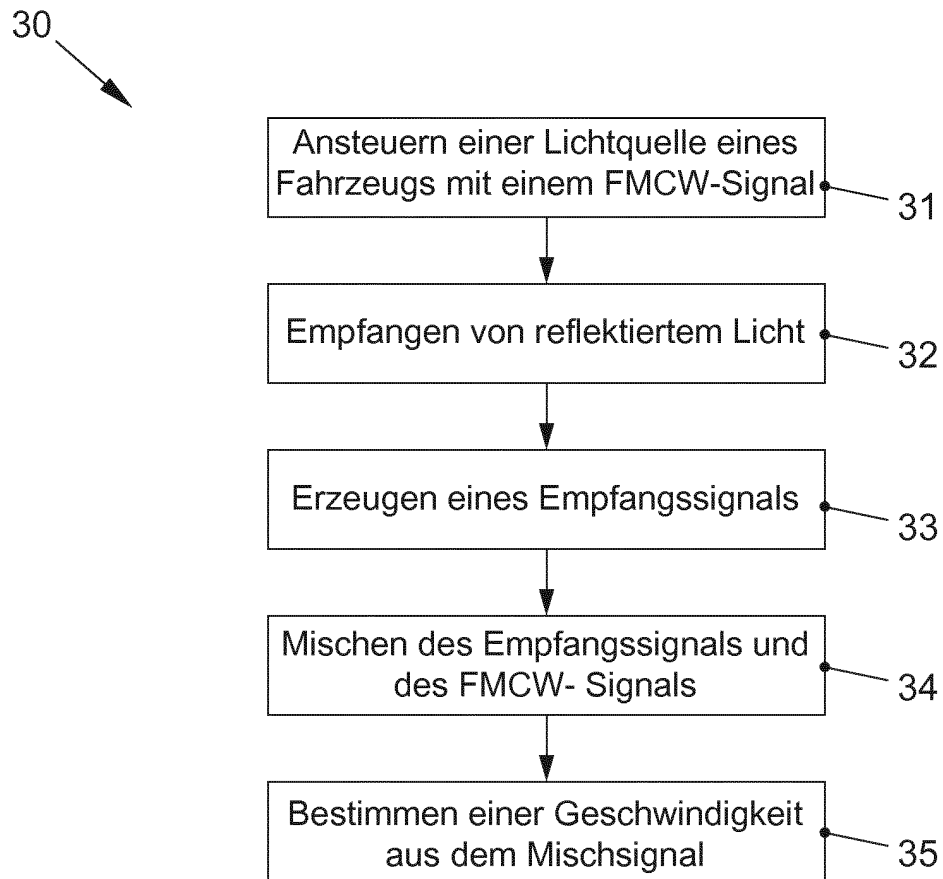 30
Ansteuern einer Lichtquelle eines
Fahrzeugs mit einem FMCW-Signal
31
Empfangen von reflektiertem Licht
32
Erzeugen eines Empfangssignals
33
Mischen des Empfangssignals und
des FMCW- Signals
34
Bestimmen einer Geschwindigkeit
aus dem Mischsignal
35